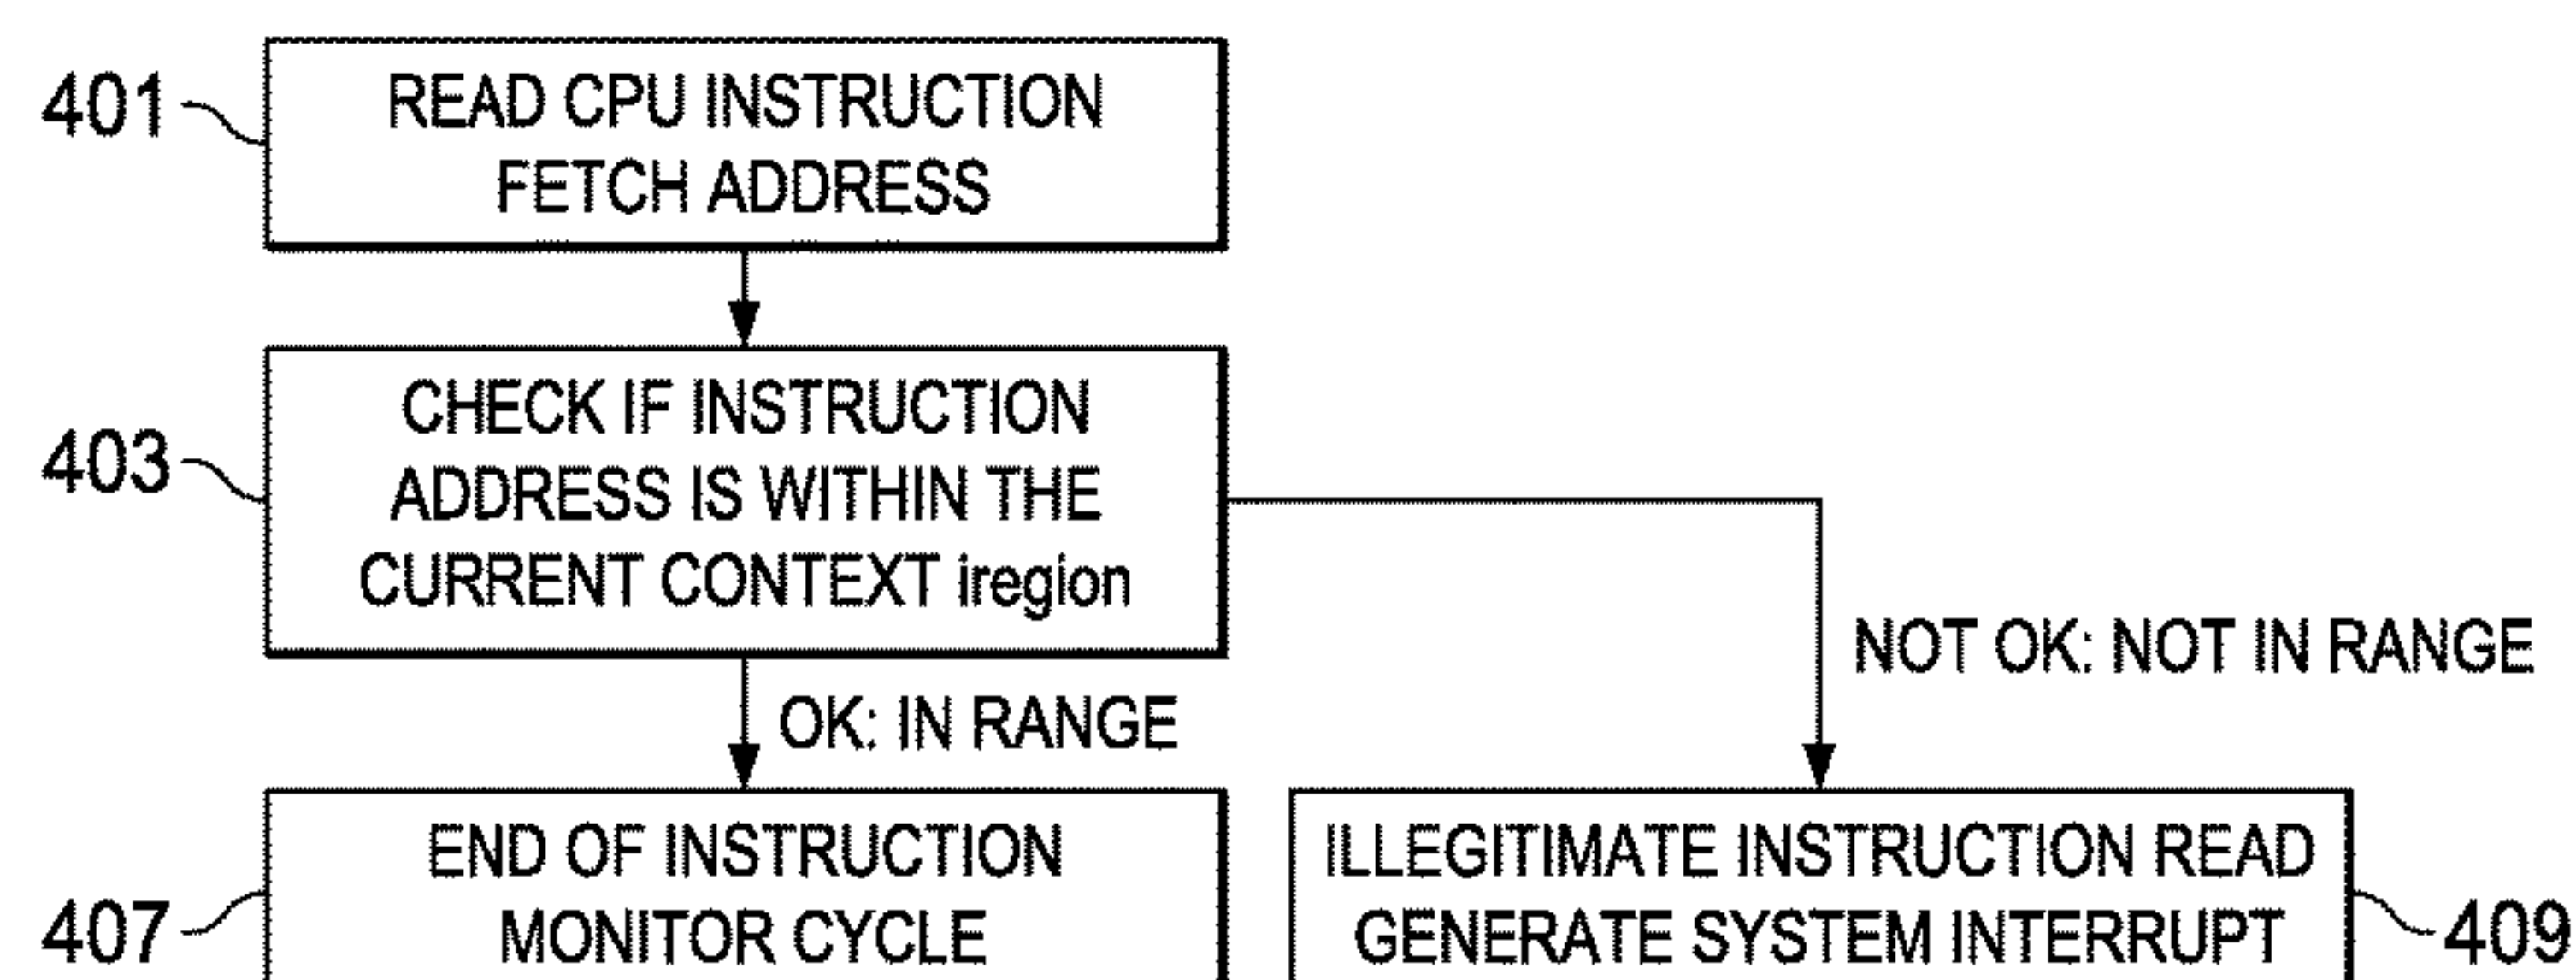 401
READ CPU INSTRUCTION
FETCH ADDRESS
403
CHECK IF INSTRUCTION
ADDRESS IS WITHIN THE
CURRENT CONTEXT iregion
NOT OK: NOT IN RANGE
OK: IN RANGE
407
END OF INSTRUCTION
MONITOR CYCLE
ILLEGITIMATE INSTRUCTION READ
GENERATE SYSTEM INTERRUPT
409